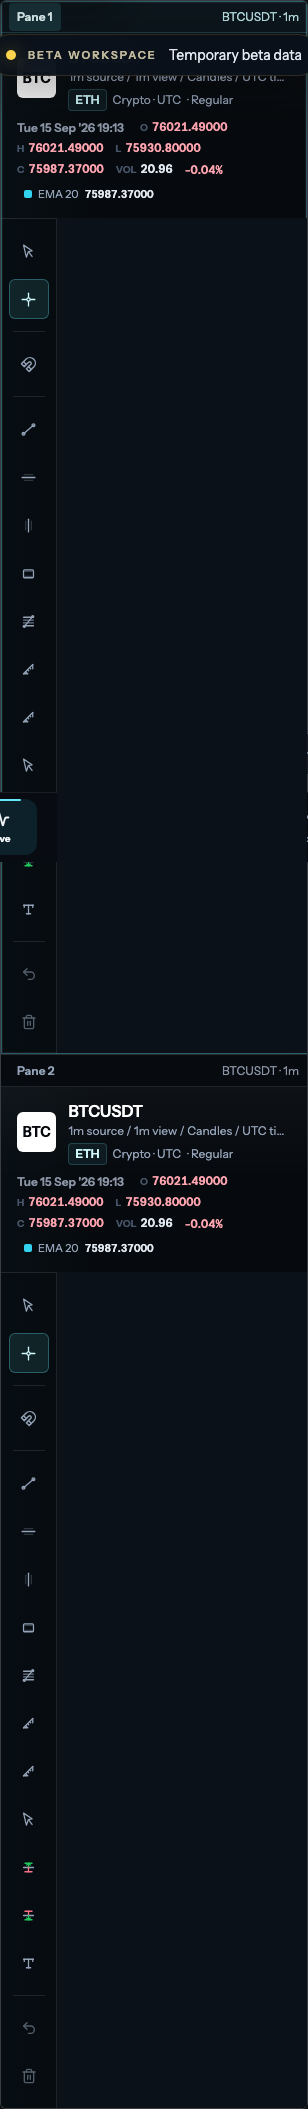 Pane 1 BTCUSDT · 1m
BETA WORKSPACE Temporary beta data
BTC
1m source / 1m view / Candles / UTC ti...
ETH Crypto · UTC · Regular
Tue 15 Sep '26 19:13 O 76021.49000
H 76021.49000 L 75930.80000
C 75987.37000 VOL 20.96 -0.04%
EMA 20 75987.37000
ve
T
Pane 2 BTCUSDT · 1m
BTC
BTCUSDT
1m source / 1m view / Candles / UTC ti...
ETH Crypto · UTC · Regular
Tue 15 Sep '26 19:13 O 76021.49000
H 76021.49000 L 75930.80000
C 75987.37000 VOL 20.96 -0.04%
EMA 20 75987.37000
T